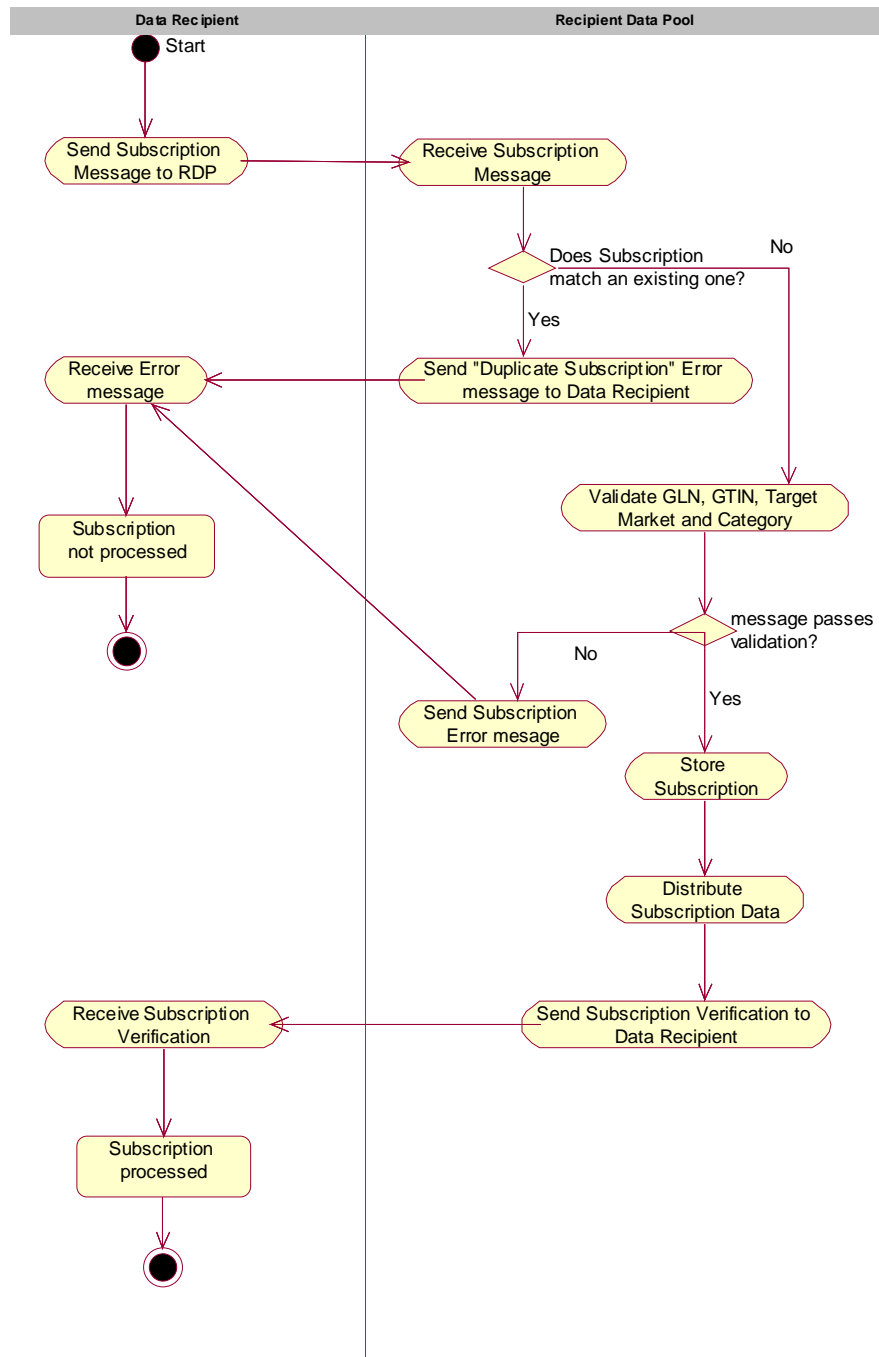 Data Recipient
Recipient Data Pool
Start
Send Subscription
Message to RDP
Receive Subscription
Message
Does Subscription
match an existing one?
No
Yes
Receive Error
message
Send "Duplicate Subscription" Error
message to Data Recipient
Validate GLN, GTIN, Target
Market and Category
Subscription
not processed
message passes
validation?
No
Yes
Send Subscription
Error mesage
Store
Subscription
Distribute
Subscription Data
Receive Subscription
Verification
Send Subscription Verification to
Data Recipient
Subscription
processed